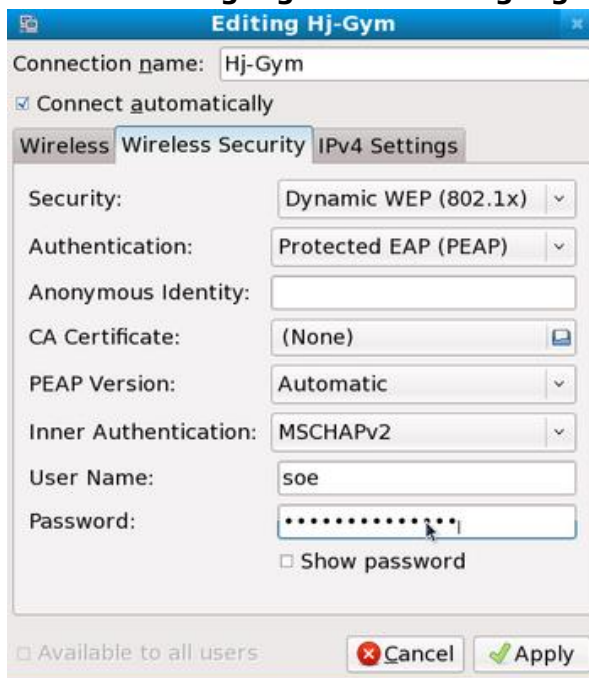 Editing Hj-Gym
Connection name: Hj-Gym
Connect automatically
Wireless Wireless Security IPv4 Settings
Security: Dynamic WEP (802.1x)
Authentication: Protected EAP (PEAP)
Anonymous Identity:
CA Certificate: (None)
PEAP Version: Automatic
Inner Authentication: MSCHAPv2
User Name: soe
Password: ••••••••••••••
Show password
Available to all users Cancel Apply